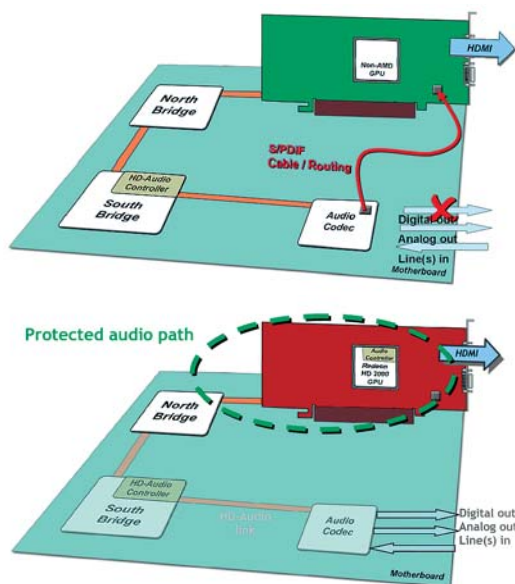 HDMI
Non-AMD
GPU
North
Bridge
S/PDIF
Cable / Routing
HD-Audio
Controller
South
Bridge
Audio
Codec
Digital out
Analog out
Line(s) in
Motherboard
Protected audio path
HDMI
Audio
Controller
Radeon
HD 2000
GPU
North
Bridge
HD-Audio
Controller
South
Bridge
HD-Audio
link
Audio
Codec
Digital out
Analog out
Line(s) in
Motherboard